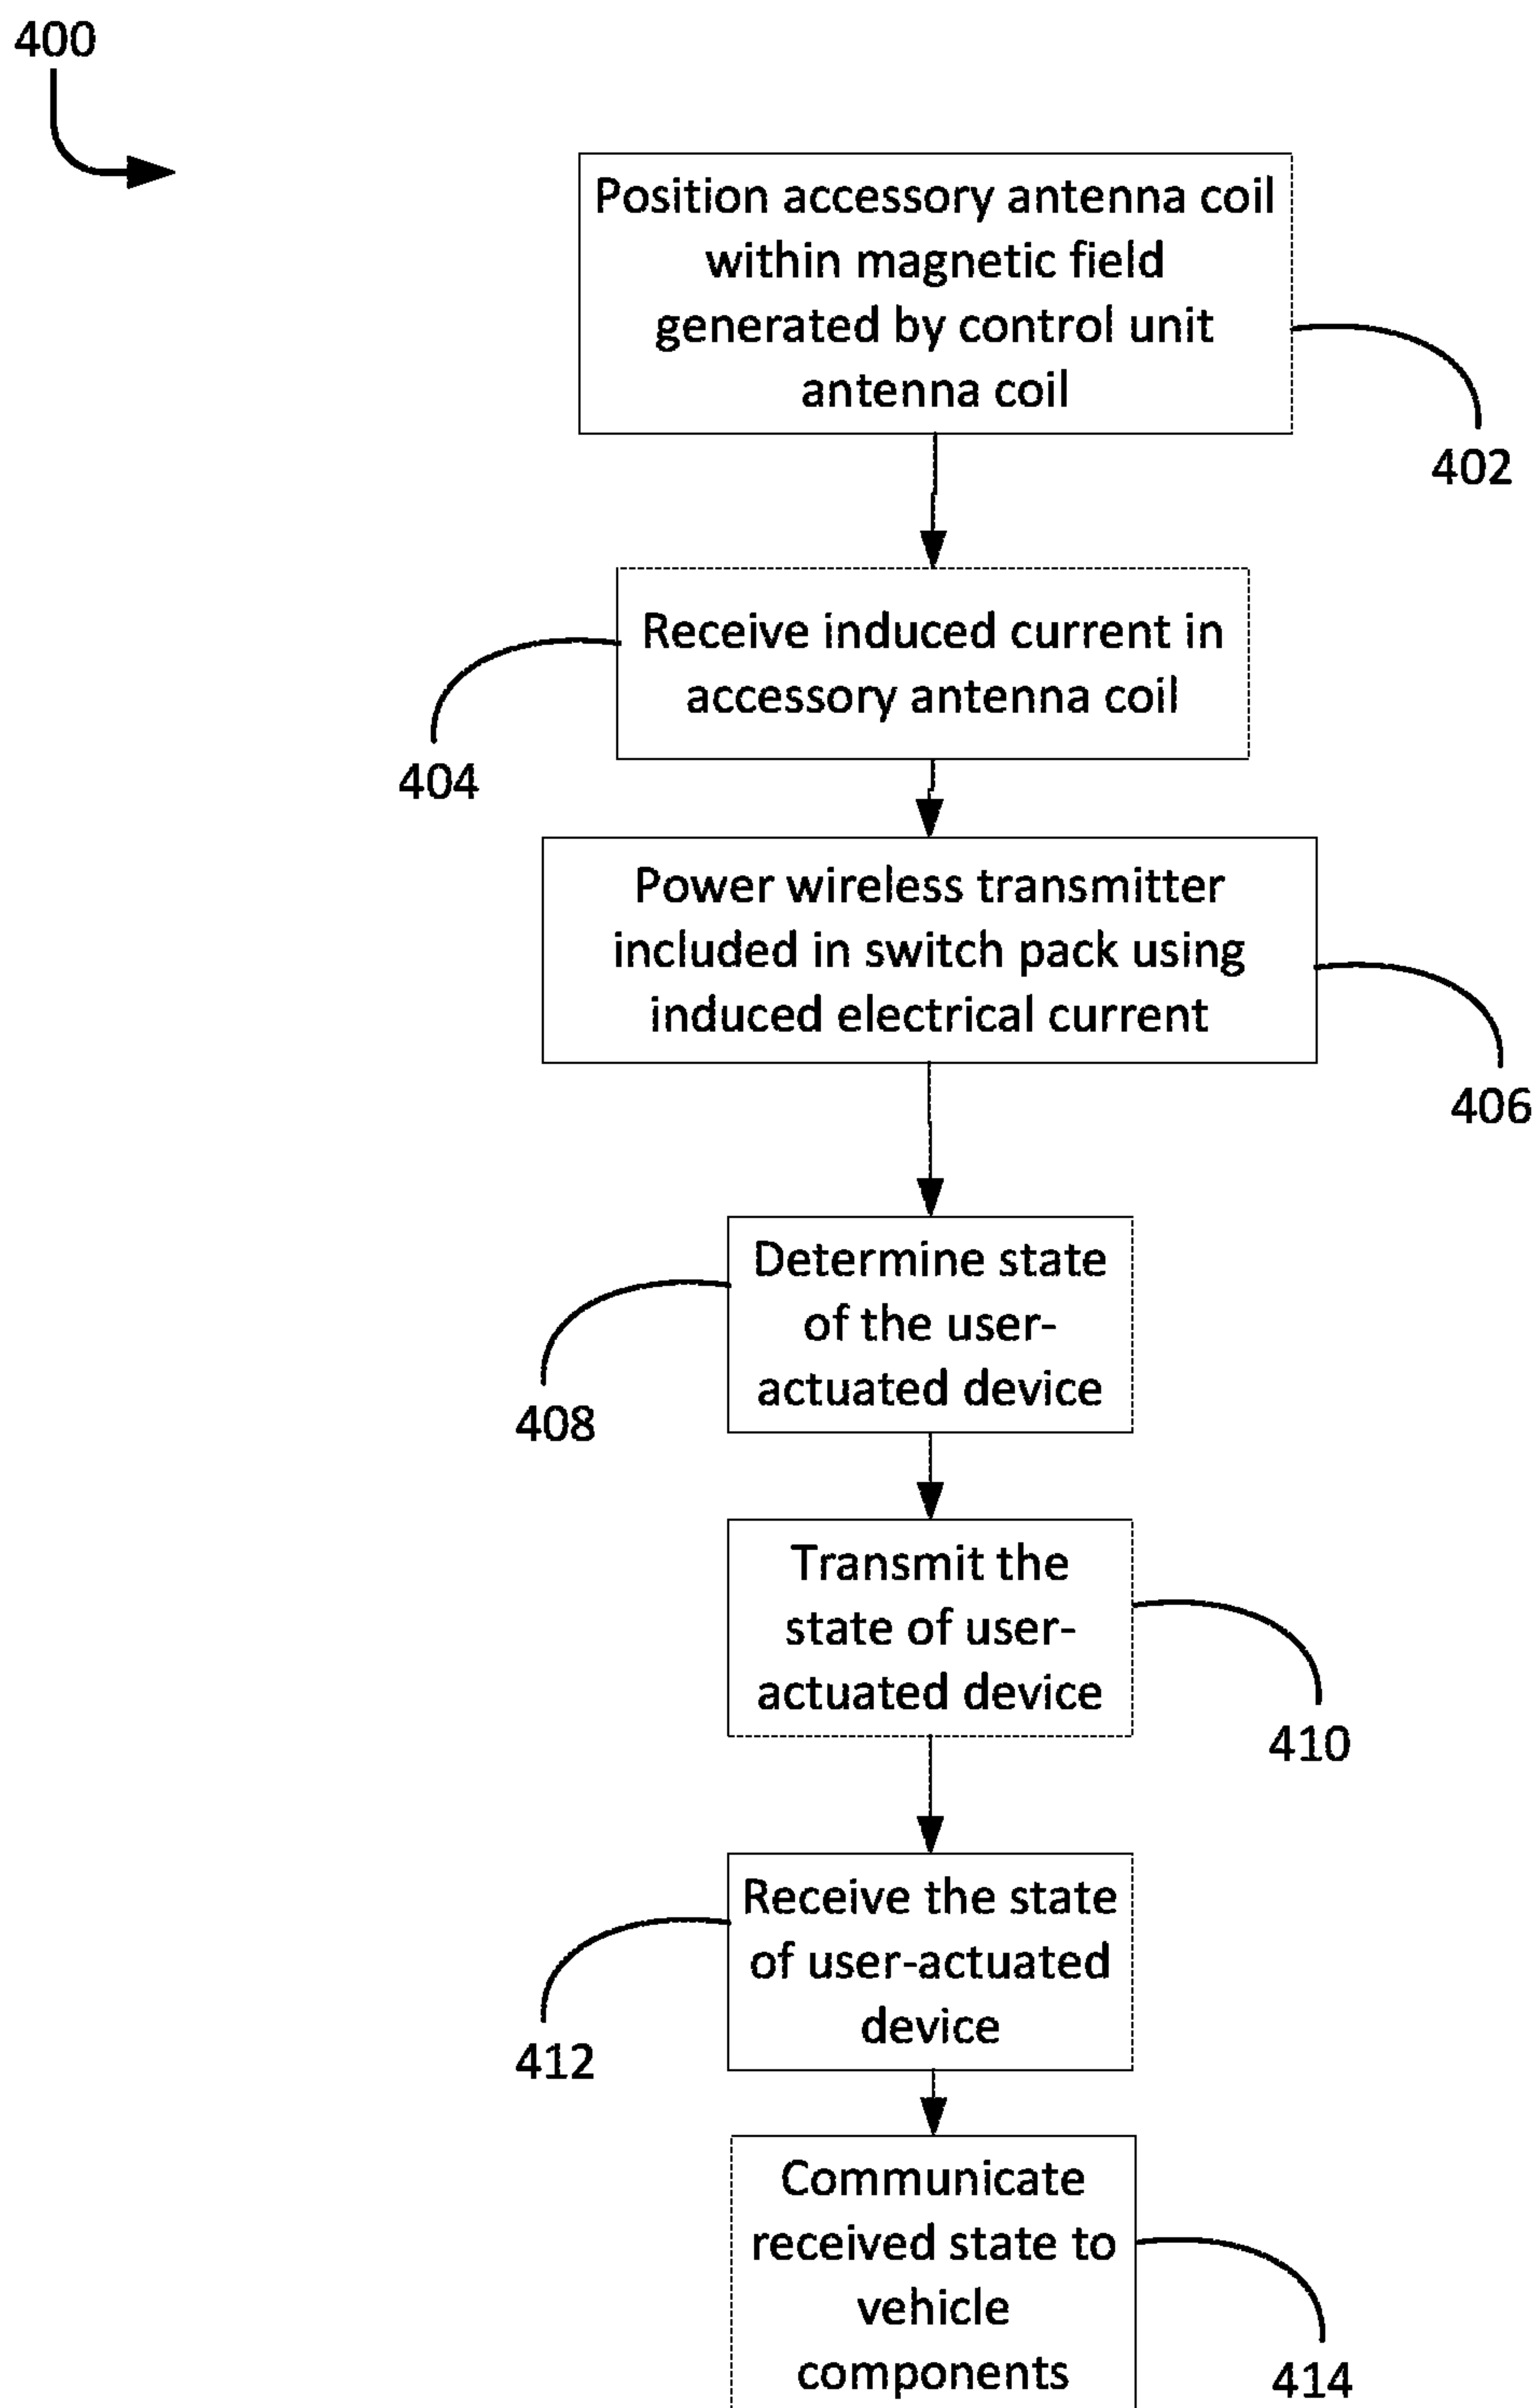 400
Position accessory antenna coil
within magnetic field
generated by control unit
antenna coil
402
Receive induced current in
accessory antenna coil
404
Power wireless transmitter
included in switch pack using
induced electrical current
406
Determine state
of the user-
actuated device
408
Transmit the
state of user-
actuated device
410
Receive the state
of user-actuated
device
412
Communicate
received state to
vehicle
components
414